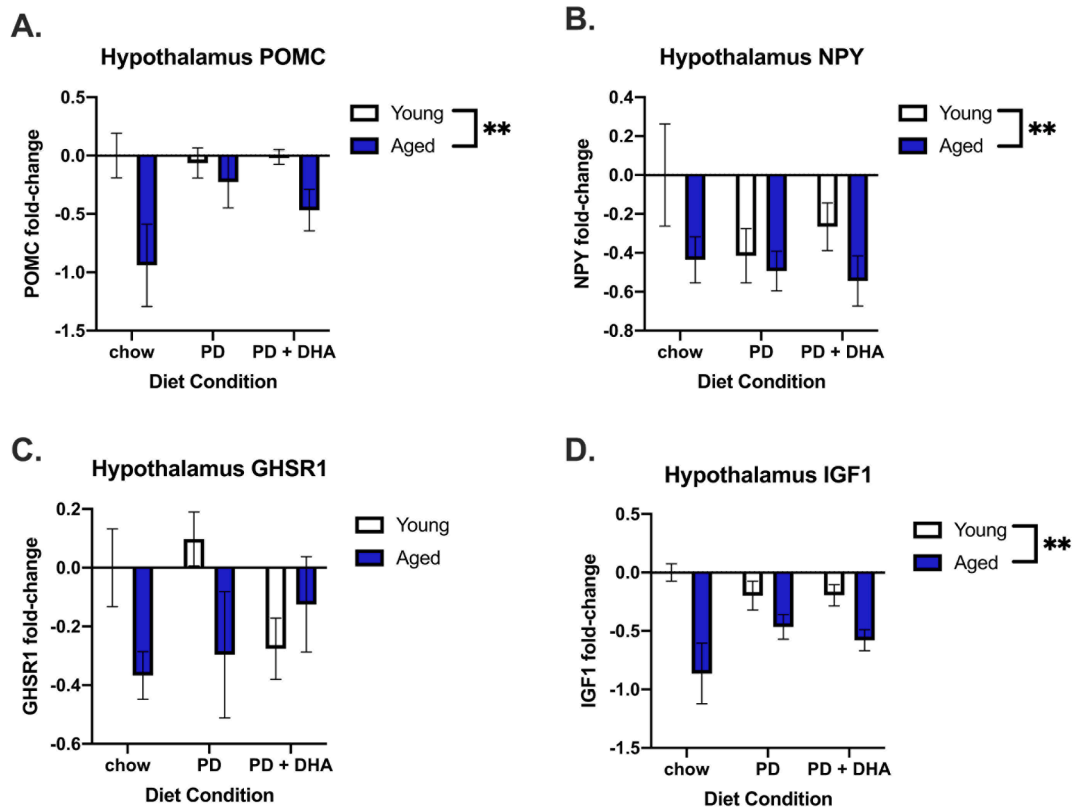 A.
Hypothalamus POMC
0.5
0.0
-0.5
-1.0
-1.5
POMC fold-change
chow PD PD + DHA
Diet Condition
Young
Aged
**
B.
Hypothalamus NPY
0.4
0.2
0.0
-0.2
-0.4
-0.6
-0.8
NPY fold-change
chow PD PD + DHA
Diet Condition
Young
Aged
**
C.
Hypothalamus GHSR1
0.2
0.0
-0.2
-0.4
-0.6
GHSR1 fold-change
chow PD PD + DHA
Diet Condition
Young
Aged
D.
Hypothalamus IGF1
0.5
0.0
-0.5
-1.0
-1.5
IGF1 fold-change
chow PD PD + DHA
Diet Condition
Young
Aged
**